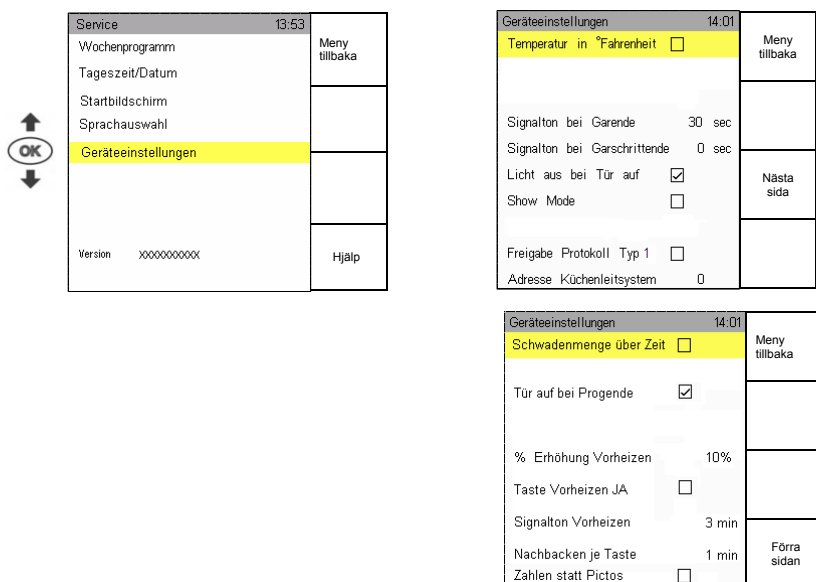 Service 13:53
Meny
tillbaka
Wochenprogramm
Tageszeit/Datum
Startbildschirm
Sprachauswahl
OK
Geräteeinstellungen
Version XXXXXXXXXX
Hjälp
Geräteeinstellungen 14:01
Temperatur in °Fahrenheit
Meny
tillbaka
Signalton bei Garende 30 sec
Signalton bei Garschrittende 0 sec
Licht aus bei Tür auf
Nästa
sida
Show Mode
Freigabe Protokoll Typ 1
Adresse Küchenleitsystem 0
Geräteeinstellungen 14:01
Schwadenmenge über Zeit
Meny
tillbaka
Tür auf bei Progende
% Erhöhung Vorheizen 10%
Taste Vorheizen JA
Signalton Vorheizen 3 min
Nachbacken je Taste 1 min
Förra
sidan
Zahlen statt Pictos